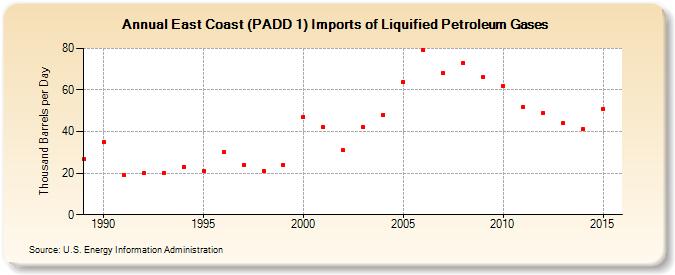 Annual East Coast (PADD 1) Imports of Liquified Petroleum Gases
Thousand Barrels per Day
80
60
40
20
0
1990 1995 2000 2005 2010 2015
Source: U.S. Energy Information Administration